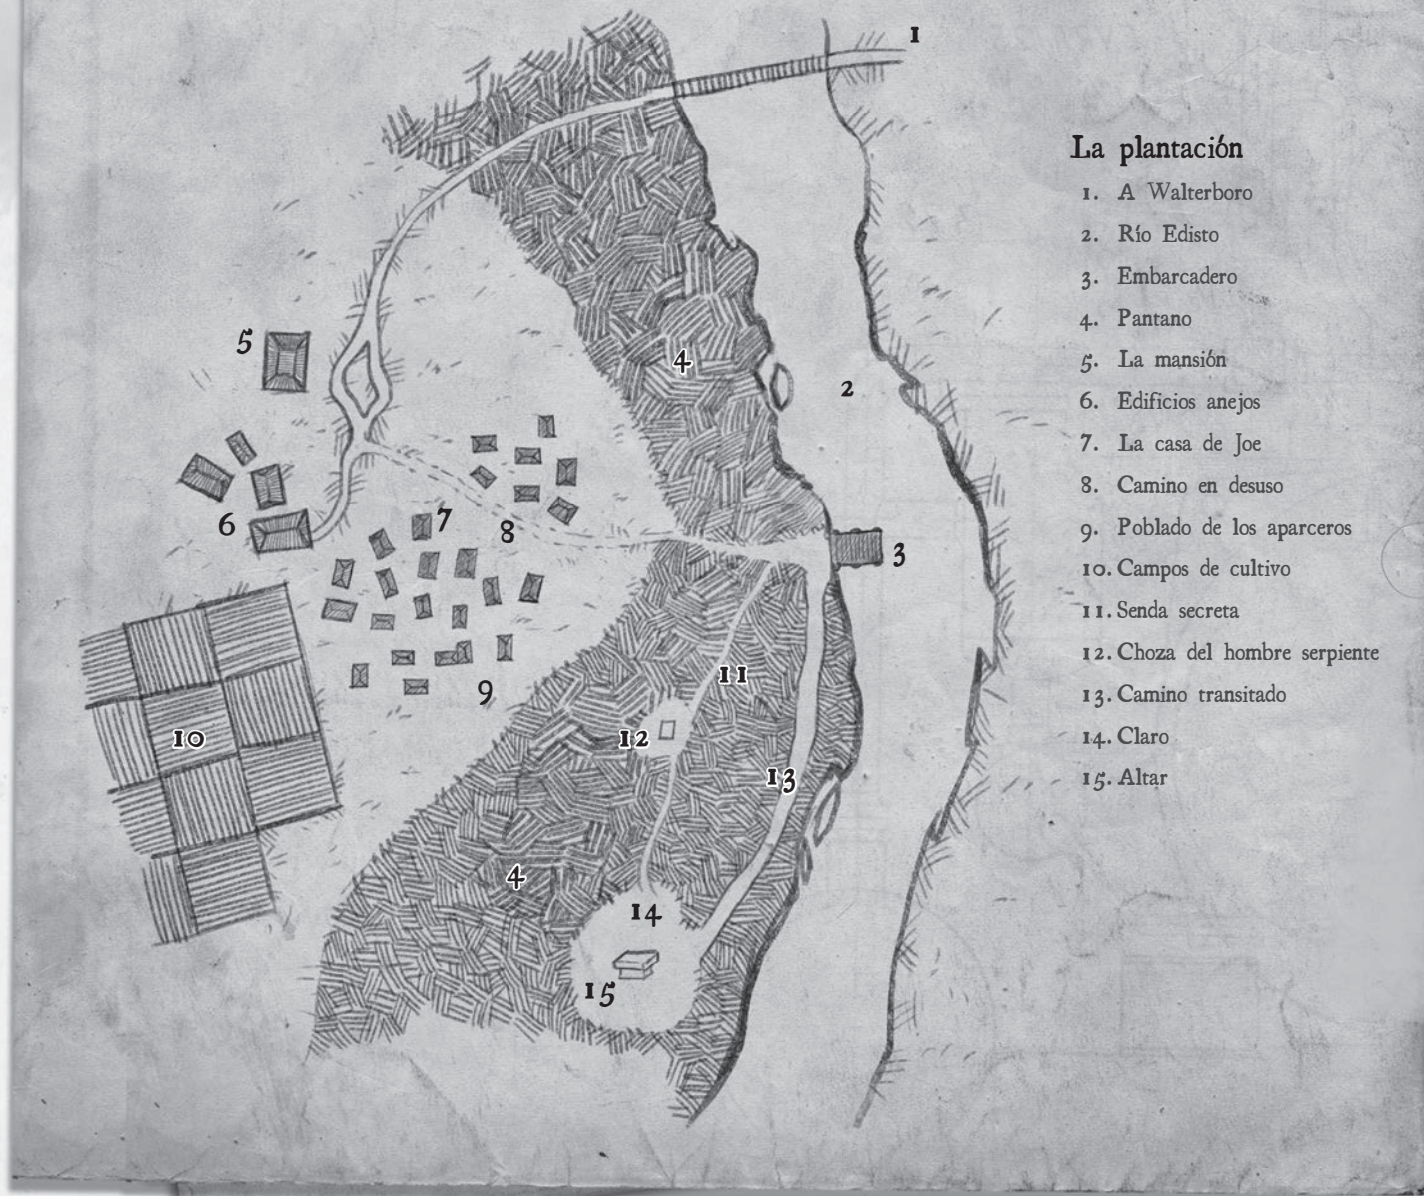 1
La plantación
1. A Walterboro
2. Río Edisto
3. Embarcadero
4. Pantano
5. La mansión
6. Edificios anejos
7. La casa de Joe
8. Camino en desuso
9. Poblado de los aparceros
10. Campos de cultivo
11. Senda secreta
12. Choza del hombre serpiente
13. Camino transitado
14. Claro
15. Altar
5
4
2
6
7
8
3
9
11
10
12
13
4
14
15